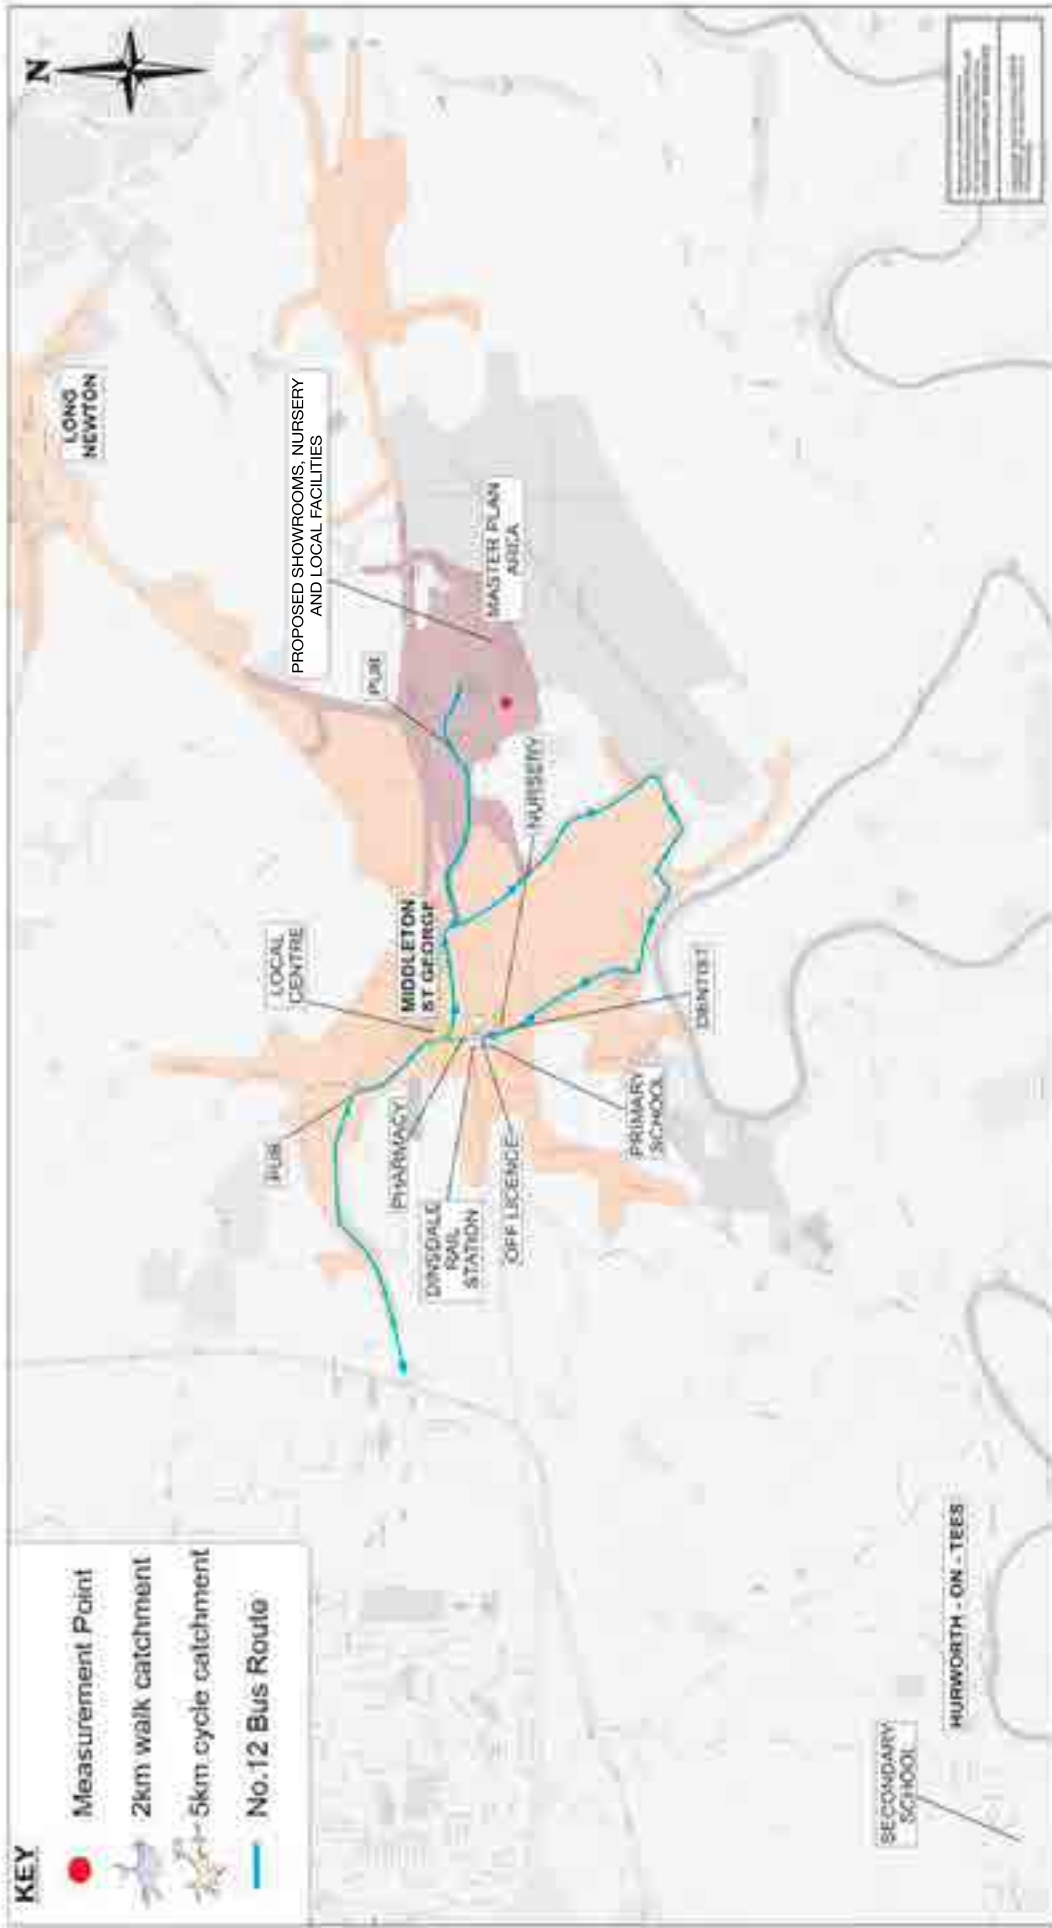 KEY
Measurement Point
2km walk catchment
5km cycle catchment
No.12 Bus Route
N
LONG
NEWTON
PROPOSED SHOWROOMS, NURSERY
AND LOCAL FACILITIES
MASTER PLAN
AREA
PUB
NURSERY
LOCAL
CENTRE
MIDDLETON
ST GEORGE
DENTIST
PUB
PHARMACY
DINSDALE
RAIL
STATION
OFF LICENCE
PRIMARY
SCHOOL
SECONDARY
SCHOOL
HURWORTH - ON - TEES